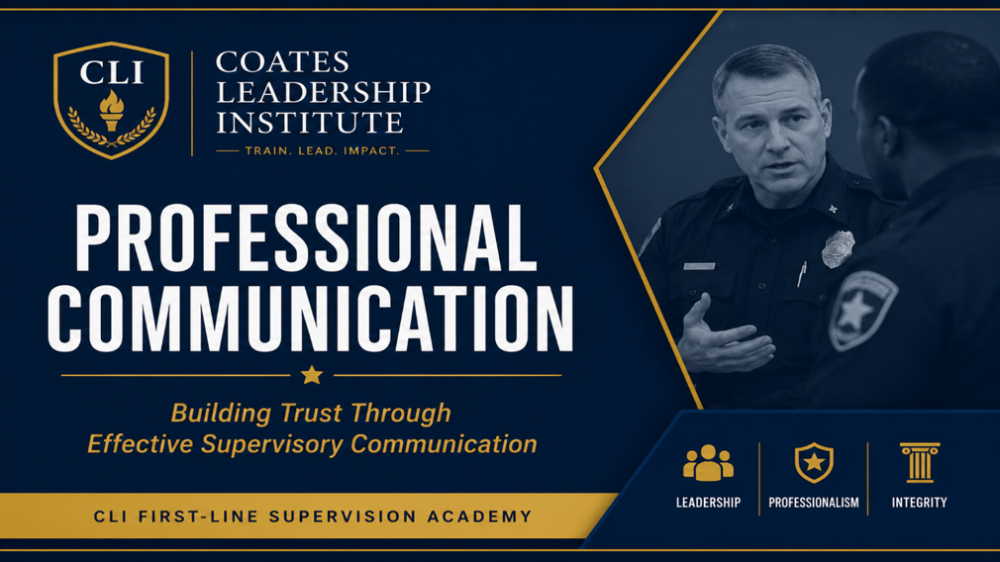 CLI
COATES
LEADERSHIP
INSTITUTE
TRAIN. LEAD. IMPACT.
PROFESSIONAL
COMMUNICATION
Building Trust Through
Effective Supervisory Communication
CLI FIRST-LINE SUPERVISION ACADEMY
LEADERSHIP
PROFESSIONALISM
INTEGRITY